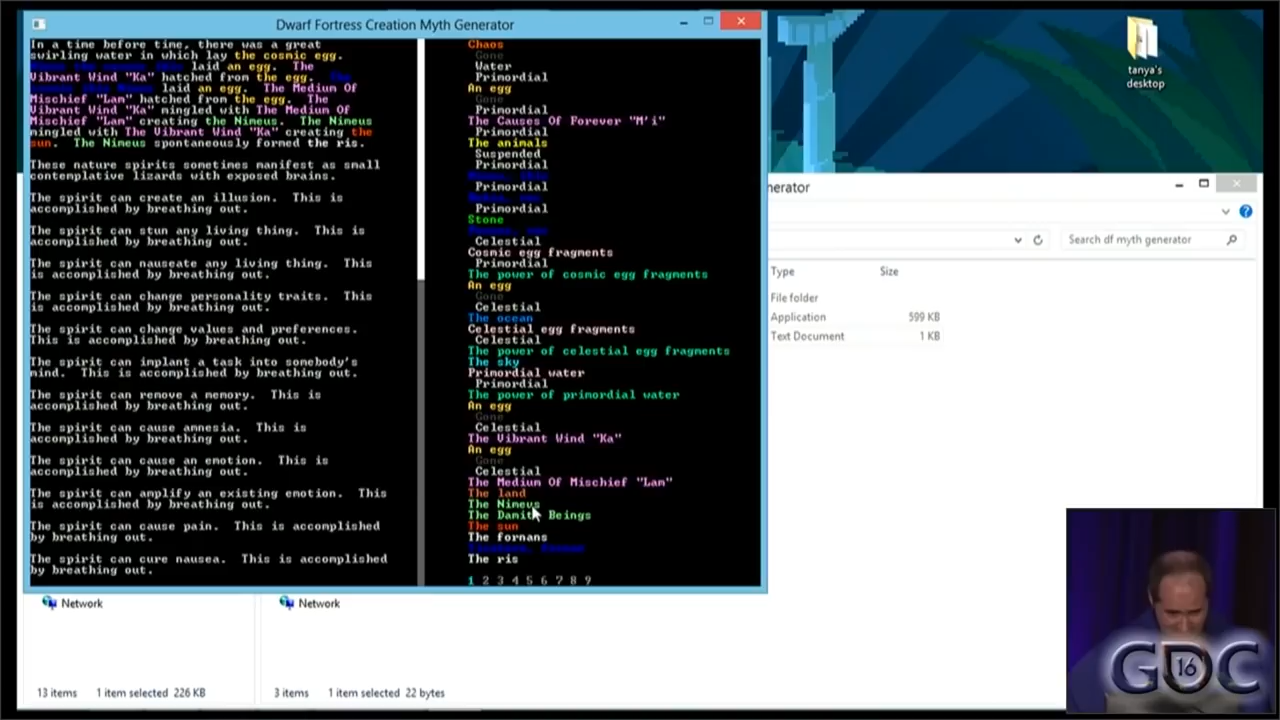 Dwarf Fortress Creation Myth Generator
In a time before time, there was a great
swirling water in which lay the cosmic egg.
laid an egg. The
Vibrant Wind "Ka" hatched from the egg. The
laid an egg. The Medium Of
Mischief "Lam" hatched from the egg. The
Vibrant Wind "Ka" mingled with The Medium Of
Mischief "Lam" creating the Nimeus. The Nimeus
mingled with The Vibrant Wind "Ka" creating the
sun. The Nimeus spontaneously formed the ris.
These nature spirits sometimes manifest as small
contemplative lizards with exposed brains.
The spirit can create an illusion. This is
accomplished by breathing out.
The spirit can stun any living thing. This is
accomplished by breathing out.
The spirit can nauseate any living thing. This
is accomplished by breathing out.
The spirit can change personality traits. This
is accomplished by breathing out.
The spirit can change values and preferences.
This is accomplished by breathing out.
The spirit can implant a task into somebody's
mind. This is accomplished by breathing out.
The spirit can remove a memory. This is
accomplished by breathing out.
The spirit can cause amnesia. This is
accomplished by breathing out.
The spirit can cause an emotion. This is
accomplished by breathing out.
The spirit can amplify an existing emotion. This
is accomplished by breathing out.
The spirit can cause pain. This is accomplished
by breathing out.
The spirit can cure nausea. This is accomplished
by breathing out.
Chaos
Gone
Water
Primordial
An egg
Gone
Primordial
The Causes Of Forever "M'i"
Primordial
The animals
Suspended
Primordial
Primordial
Primordial
Stone
Celestial
Cosmic egg fragments
Primordial
The power of cosmic egg fragments
An egg
Gone
Celestial
The ocean
Celestial egg fragments
Celestial
The power of celestial egg fragments
The sky
Primordial water
Primordial
The power of primordial water
An egg
Gone
Celestial
The Vibrant Wind "Ka"
An egg
Gone
Celestial
The Medium Of Mischief "Lam"
The land
The Nimeus
The Beings
The sun
The fornans
The ris
1 2 3 4 5 6 7 8 9
tanya's
desktop
nerator
Search df myth generator
Type Size
File folder
Application 599 KB
Text Document 1 KB
Network
Network
13 items 1 item selected 226 KB
3 items 1 item selected 22 bytes
GDC
16